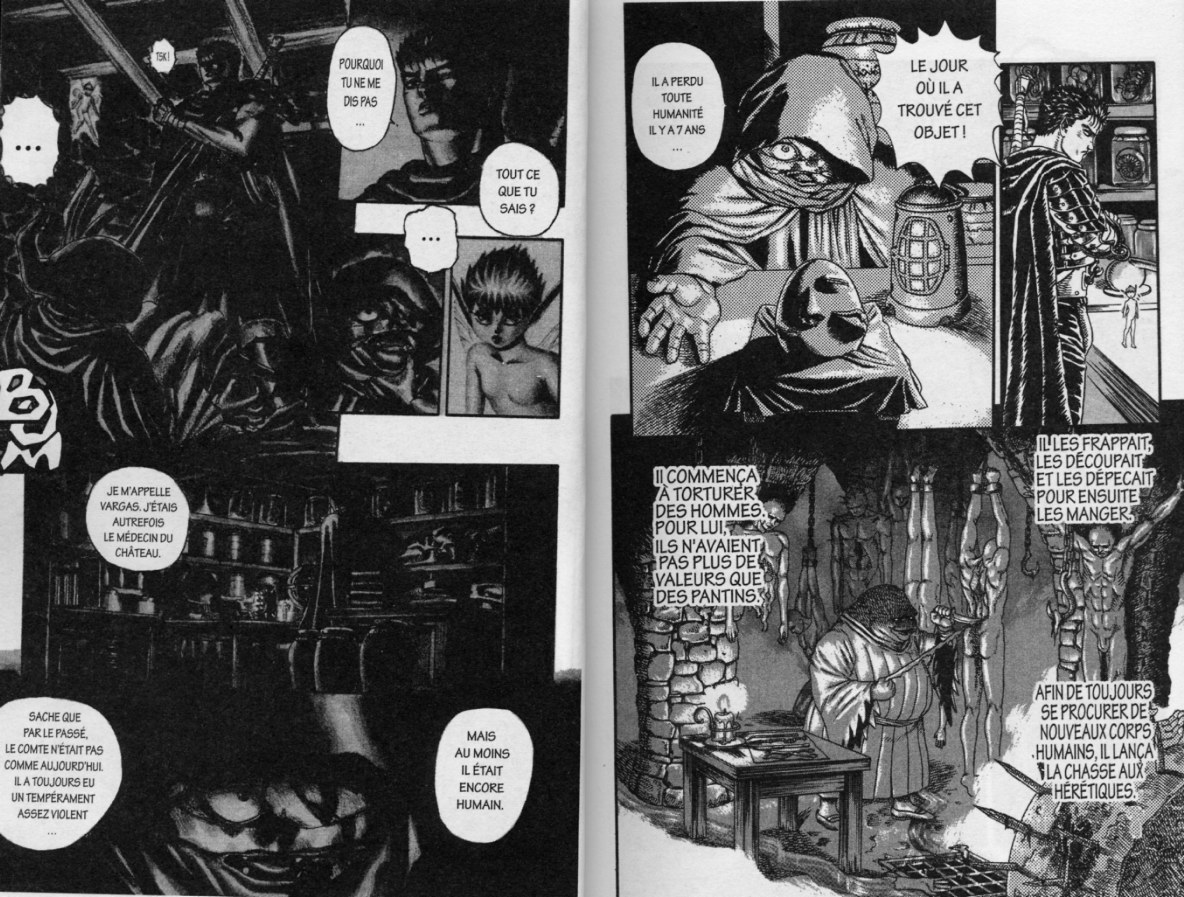 TSK !
...
POURQUOI
TU NE ME
DIS PAS
...
TOUT CE
QUE TU
SAIS ?
...
JE M'APPELLE
VARGAS. J'ÉTAIS
AUTREFOIS
LE MÉDECIN DU
CHÂTEAU.
SACHE QUE
PAR LE PASSÉ,
LE COMTE N'ÉTAIT PAS
COMME AUJOURD'HUI.
IL A TOUJOURS EU
UN TEMPÉRAMENT
ASSEZ VIOLENT
...
MAIS
AU MOINS
IL ÉTAIT
ENCORE
HUMAIN.
IL A PERDU
TOUTE
HUMANITÉ
IL Y A 7 ANS
...
LE JOUR
OÙ IL A
TROUVÉ CET
OBJET !
Il COMMENÇA
À TORTURER
DES HOMMES.
POUR LUI,
ILS N'AVAIENT
PAS PLUS DE
VALEURS QUE
DES PANTINS.
IL LES FRAPPAIT,
LES DÉCOUPAIT
ET LES DÉPECAIT
POUR ENSUITE
LES MANGER.
AFIN DE TOUJOURS
SE PROCURER DE
NOUVEAUX CORPS
HUMAINS, IL LANÇA
LA CHASSE AUX
HÉRÉTIQUES.